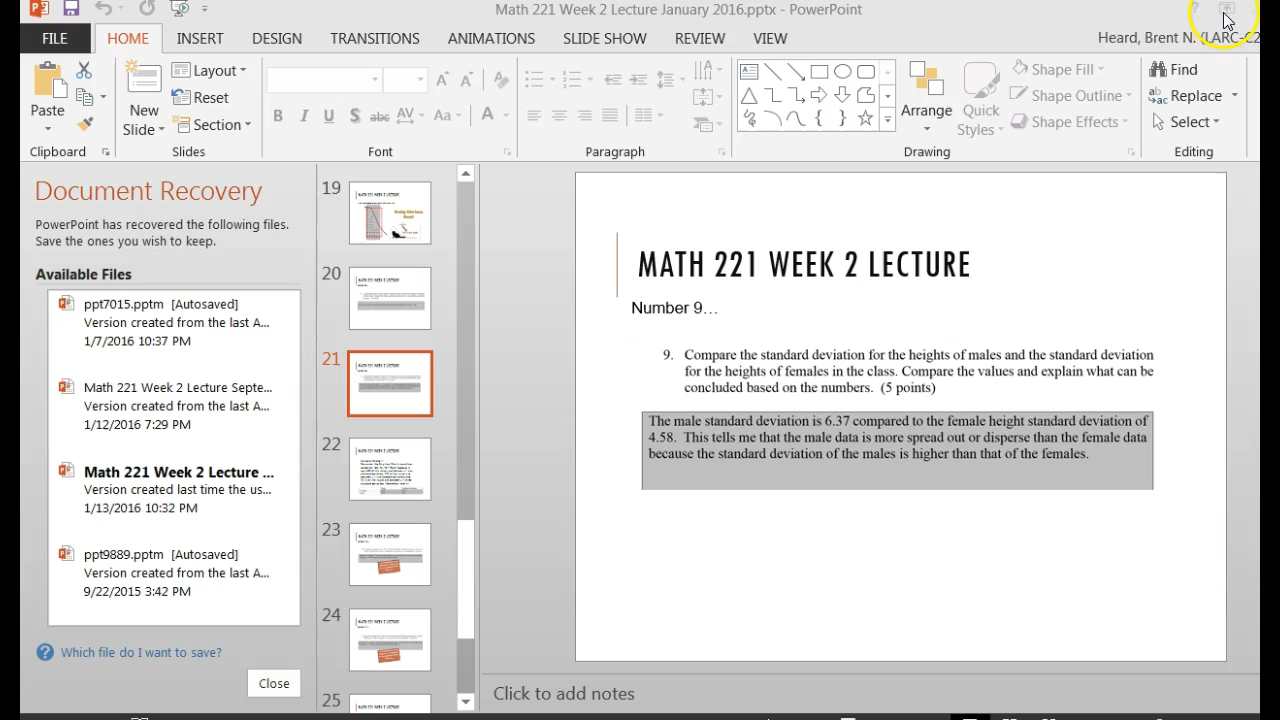 Math 221 Week 2 Lecture January 2016.pptx - PowerPoint
FILE HOME INSERT DESIGN TRANSITIONS ANIMATIONS SLIDE SHOW REVIEW VIEW
Heard, Brent N. (LARC-C2
Paste
Clipboard
New
Slide
Layout
Reset
Section
Slides
B I U S abc AV Aa A
Font
Paragraph
Arrange
Quick
Styles
Shape Fill
Shape Outline
Shape Effects
Drawing
Find
Replace
Select
Editing
Document Recovery
PowerPoint has recovered the following files.
Save the ones you wish to keep.
Available Files
ppt7015.pptm [Autosaved]
Version created from the last A...
1/7/2016 10:37 PM
Math 221 Week 2 Lecture Septe...
Version created from the last A...
1/12/2016 7:29 PM
Math 221 Week 2 Lecture ...
Version created last time the us...
1/13/2016 10:32 PM
ppt9889.pptm [Autosaved]
Version created from the last A...
9/22/2015 3:42 PM
Which file do I want to save?
Close
19
20
21
22
23
24
25
MATH 221 WEEK 2 LECTURE
Number 9...
9. Compare the standard deviation for the heights of males and the standard deviation
for the heights of females in the class. Compare the values and explain what can be
concluded based on the numbers. (5 points)
The male standard deviation is 6.37 compared to the female height standard deviation of
4.58. This tells me that the male data is more spread out or disperse than the female data
because the standard deviation of the males is higher than that of the females.
Click to add notes